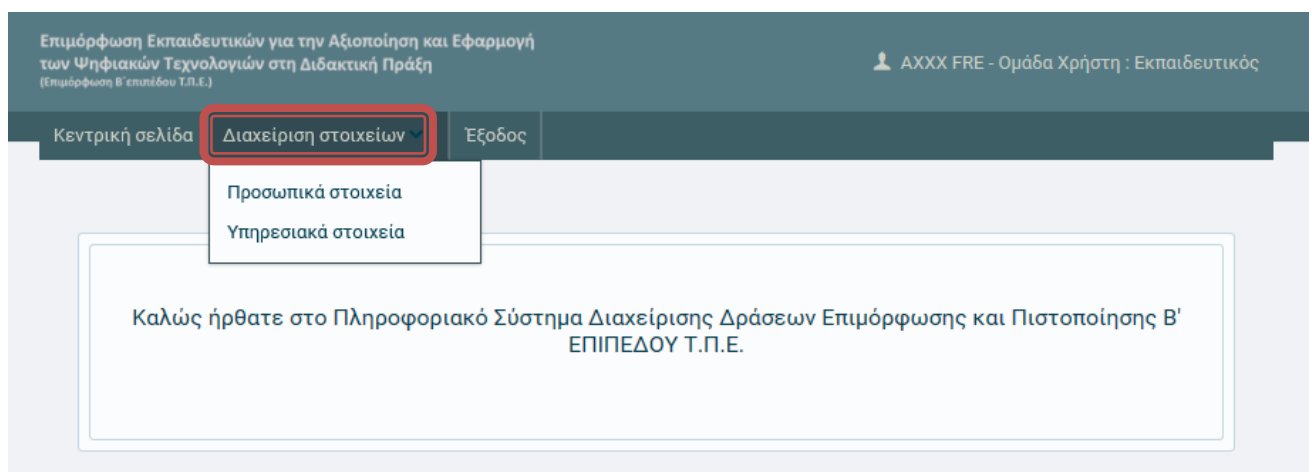 Επιμόρφωση Εκπαιδευτικών για την Αξιοποίηση και Εφαρμογή
των Ψηφιακών Τεχνολογιών στη Διδακτική Πράξη
(Επιμόρφωση Β΄επιπέδου Τ.Π.Ε.)
AXXX FRE - Ομάδα Χρήστη : Εκπαιδευτικός
Κεντρική σελίδα Διαχείριση στοιχείων Έξοδος
Προσωπικά στοιχεία
Υπηρεσιακά στοιχεία
Καλώς ήρθατε στο Πληροφοριακό Σύστημα Διαχείρισης Δράσεων Επιμόρφωσης και Πιστοποίησης Β'
ΕΠΙΠΕΔΟΥ Τ.Π.Ε.